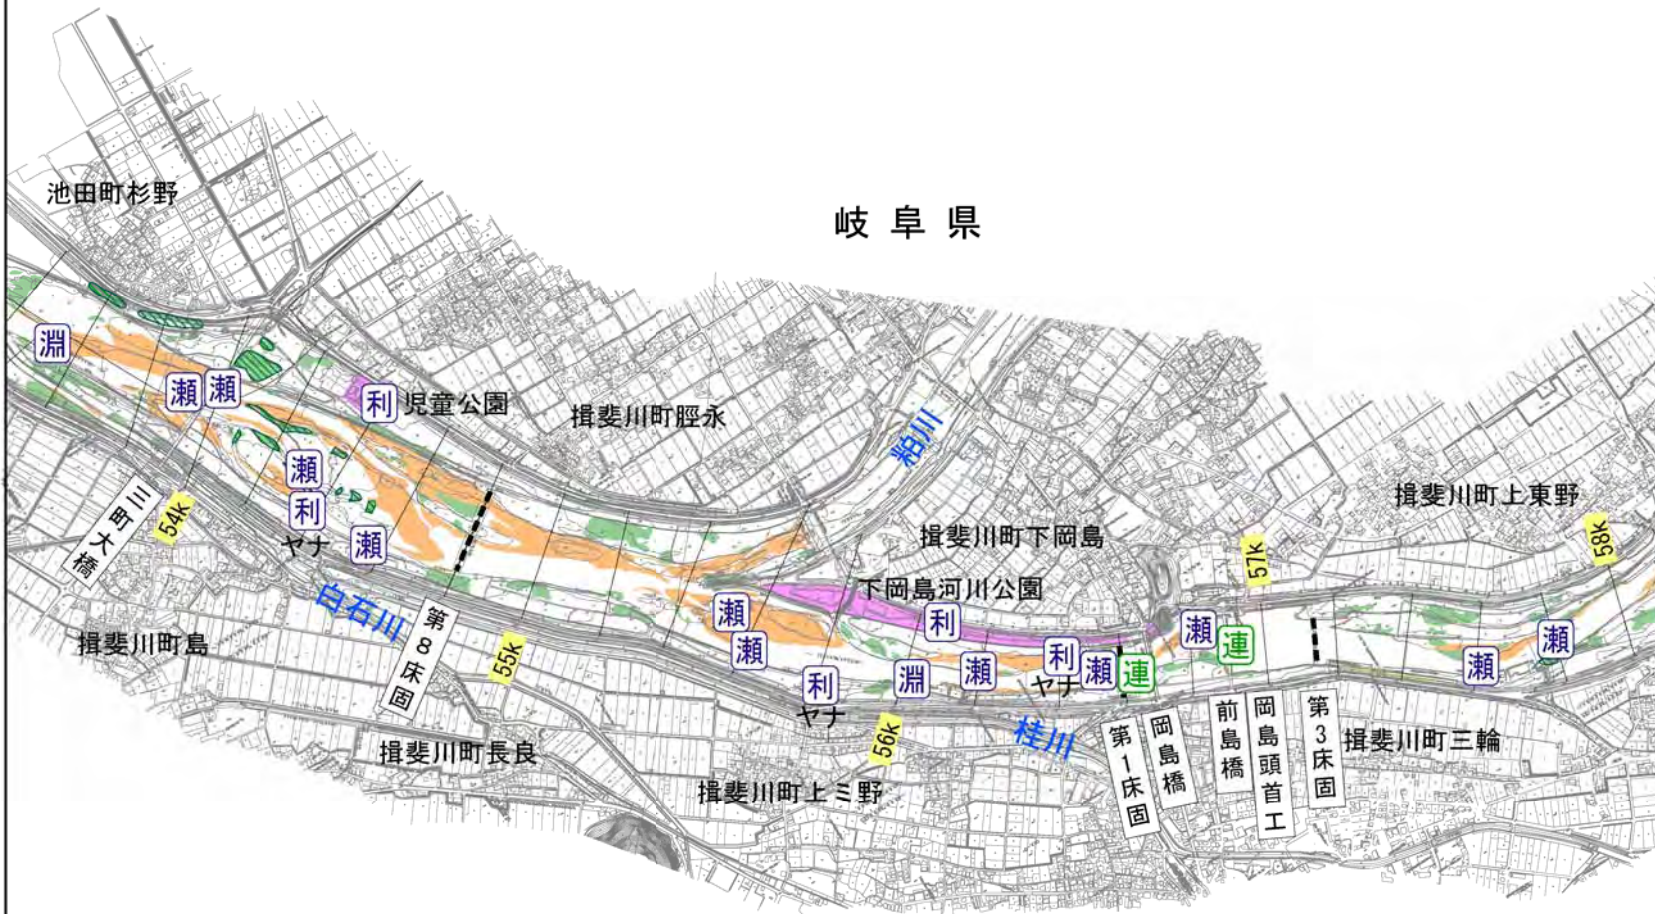 岐阜県
池田町杉野
淵
瀬
瀬
利
児童公園
揖斐川町脛永
粕川
揖斐川町上東野
瀬
利
ヤナ
瀬
三町大橋
54k
揖斐川町下岡島
57k
58k
白石川
下岡島河川公園
第8床固
55k
揖斐川町島
瀬
瀬
利
利
ヤナ
瀬
連
瀬
連
瀬
瀬
利
ヤナ
淵
瀬
56k
桂川
揖斐川町長良
揖斐川町上ミ野
第1床固
岡島橋
前島橋
岡島頭首工
第3床固
揖斐川町三輪